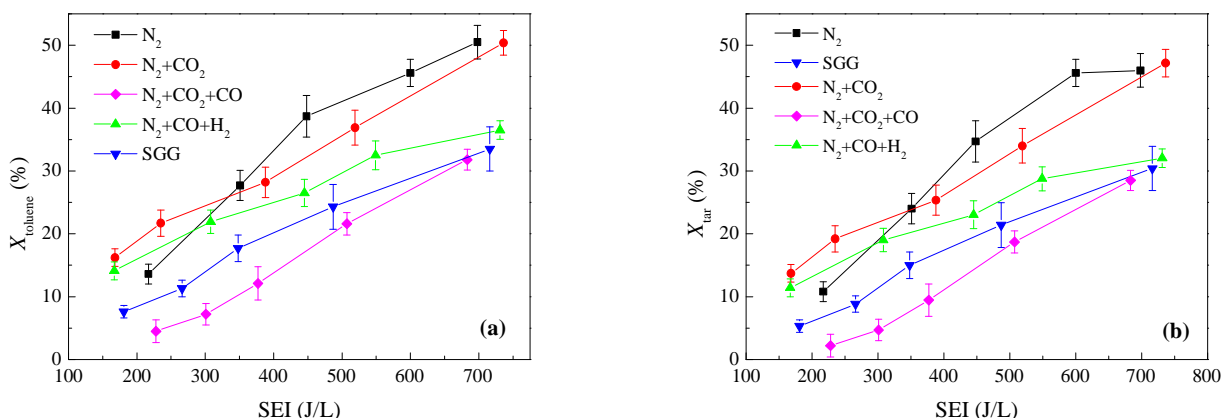 50
40
30
20
10
0
X_toluene (%)
N₂
N₂+CO₂
N₂+CO₂+CO
N₂+CO+H₂
SGG
(a)
100 200 300 400 500 600 700
SEI (J/L)
50
40
30
20
10
0
X_tar (%)
N₂
SGG
N₂+CO₂
N₂+CO₂+CO
N₂+CO+H₂
(b)
100 200 300 400 500 600 700 800
SEI (J/L)